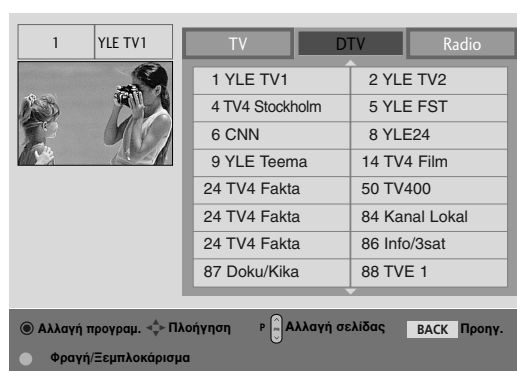 1 YLE TV1
TV DTV Radio
1 YLE TV1 2 YLE TV2
4 TV4 Stockholm 5 YLE FST
6 CNN 8 YLE24
9 YLE Teema 14 TV4 Film
24 TV4 Fakta 50 TV400
24 TV4 Fakta 84 Kanal Lokal
24 TV4 Fakta 86 Info/3sat
87 Doku/Kika 88 TVE 1
Αλλαγή προγραμ. Πλοήγηση P Αλλαγή σελίδας BACK Προηγ.
Φραγή/Ξεμπλοκάρισμα